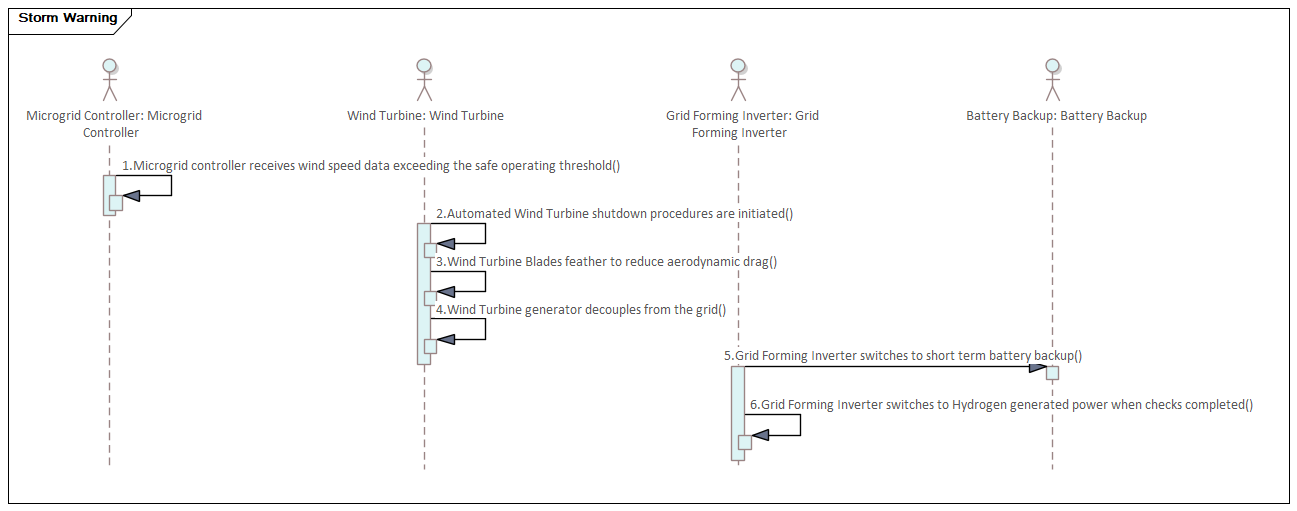 Storm Warning
Microgrid Controller: Microgrid
Controller
Wind Turbine: Wind Turbine
Grid Forming Inverter: Grid
Forming Inverter
Battery Backup: Battery Backup
1.Microgrid controller receives wind speed data exceeding the safe operating threshold()
2.Automated Wind Turbine shutdown procedures are initiated()
3.Wind Turbine Blades feather to reduce aerodynamic drag()
4.Wind Turbine generator decouples from the grid()
5.Grid Forming Inverter switches to short term battery backup()
6.Grid Forming Inverter switches to Hydrogen generated power when checks completed()